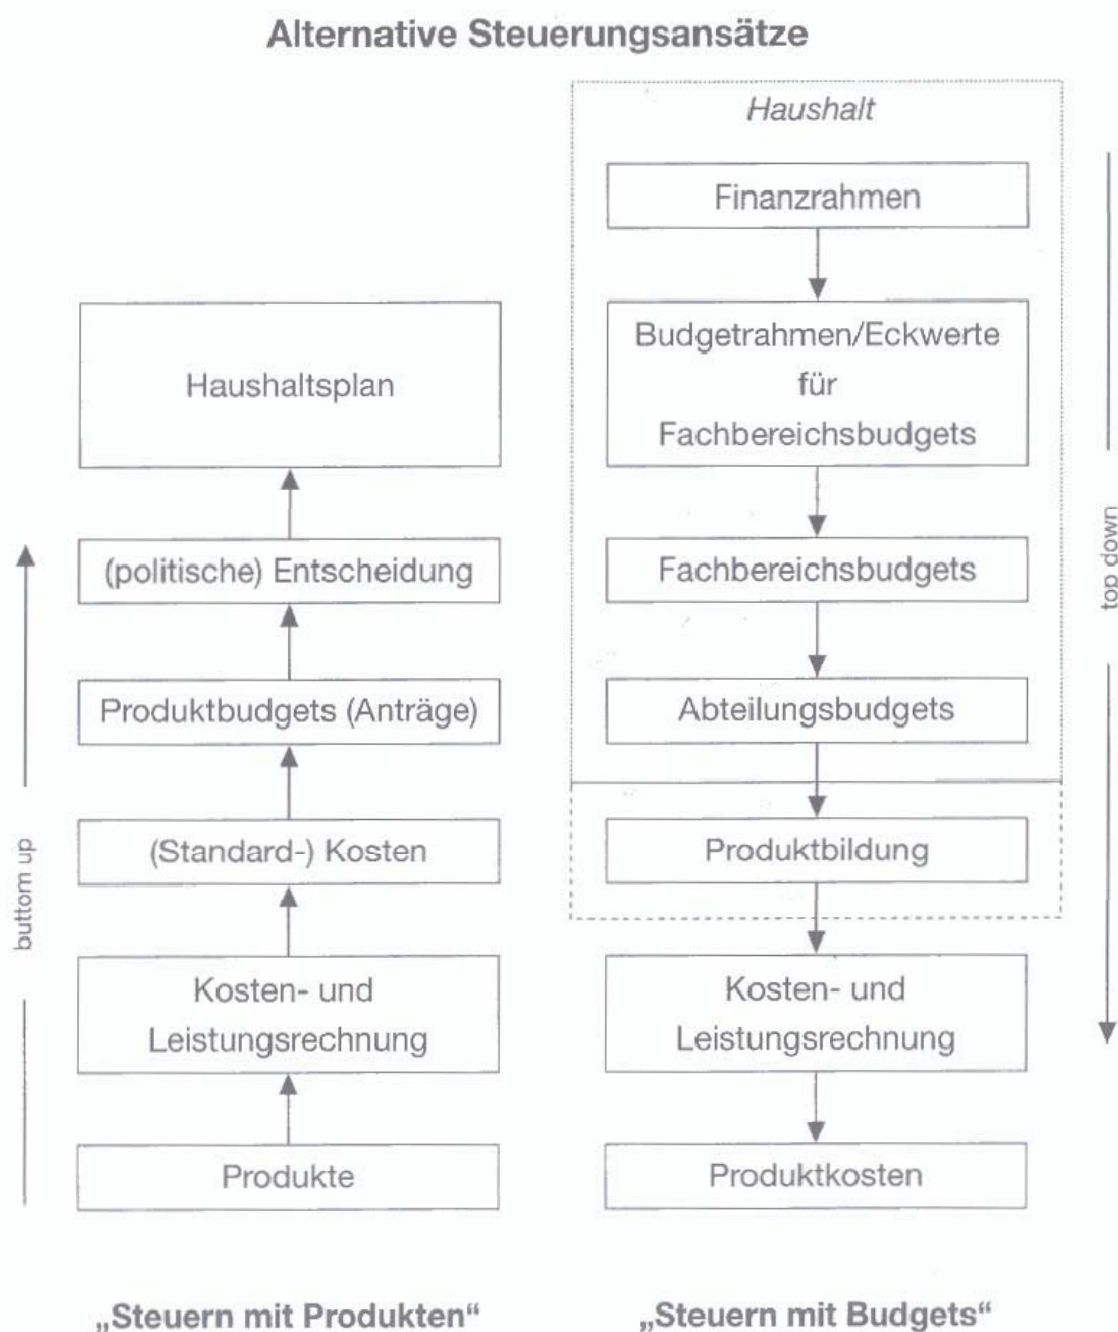 Alternative Steuerungsansätze
Haushaltsplan
(politische) Entscheidung
Produktbudgets (Anträge)
(Standard-) Kosten
Kosten- und
Leistungsrechnung
Produkte
buttom up
„Steuern mit Produkten“
Haushalt
Finanzrahmen
Budgetrahmen/Eckwerte
für
Fachbereichsbudgets
Fachbereichsbudgets
Abteilungsbudgets
Produktbildung
Kosten- und
Leistungsrechnung
Produktkosten
top down
„Steuern mit Budgets“